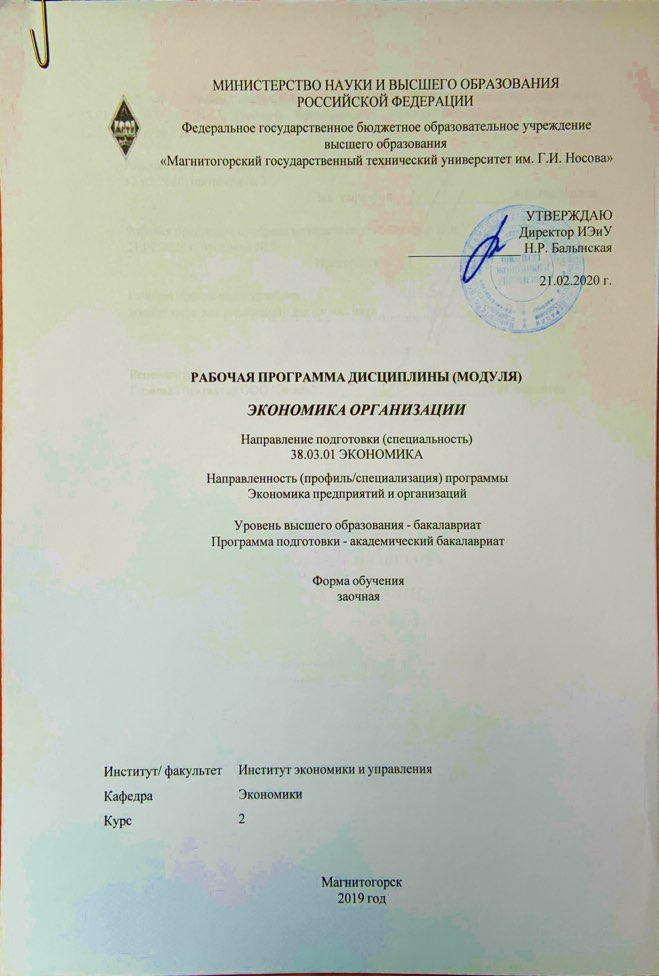 МИНИСТЕРСТВО НАУКИ И ВЫСШЕГО ОБРАЗОВАНИЯ
РОССИЙСКОЙ ФЕДЕРАЦИИ
Федеральное государственное бюджетное образовательное учреждение
высшего образования
«Магнитогорский государственный технический университет им. Г.И. Носова»
УТВЕРЖДАЮ
Директор ИЭиУ
Н.Р. Балынская
21.02.2020 г.
РАБОЧАЯ ПРОГРАММА ДИСЦИПЛИНЫ (МОДУЛЯ)
ЭКОНОМИКА ОРГАНИЗАЦИИ
Направление подготовки (специальность)
38.03.01 ЭКОНОМИКА
Направленность (профиль/специализация) программы
Экономика предприятий и организаций
Уровень высшего образования - бакалавриат
Программа подготовки - академический бакалавриат
Форма обучения
заочная
Институт/ факультет Институт экономики и управления
Кафедра Экономики
Курс 2
Магнитогорск
2019 год